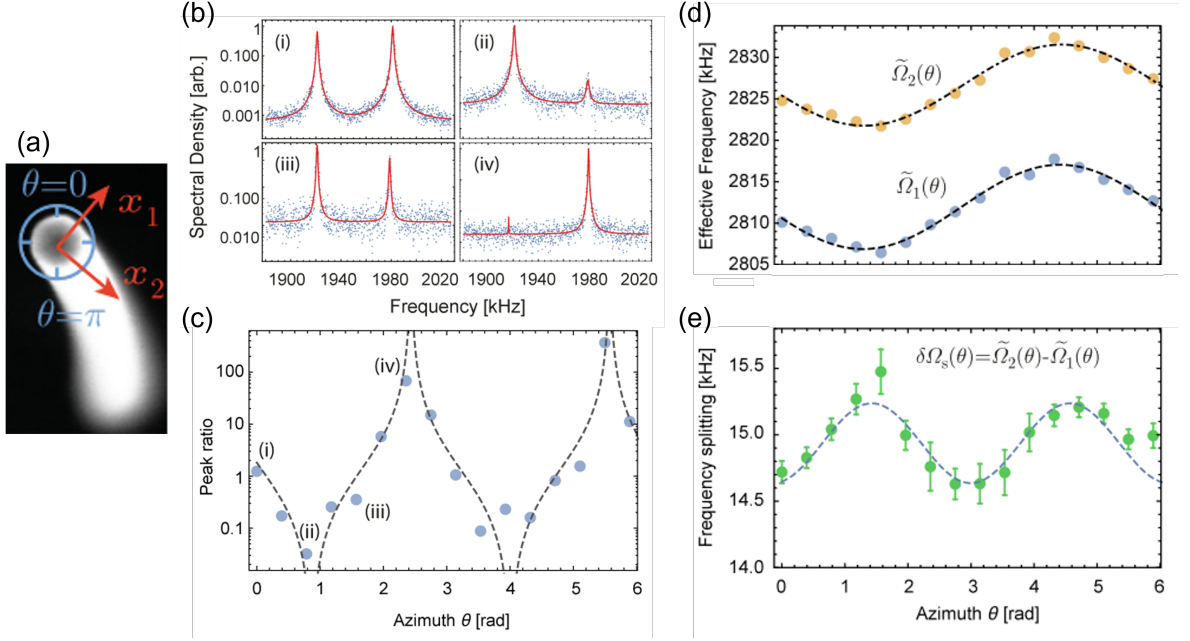 (a)
θ=0
x1
x2
θ=π
(b)
Spectral Density [arb.]
1
0.100
0.010
0.001
(i)
(ii)
1
0.100
0.010
(iii)
(iv)
1900 1940 1980 2020 1900 1940 1980 2020
Frequency [kHz]
(c)
Peak ratio
100
10
1
0.1
(i)
(ii)
(iii)
(iv)
0 1 2 3 4 5 6
Azimuth θ [rad]
(d)
Effective Frequency [kHz]
2830
2825
2820
2815
2810
2805
Ω̃2(θ)
Ω̃1(θ)
(e)
Frequency splitting [kHz]
15.5
15.0
14.5
14.0
δΩs(θ)=Ω̃2(θ)-Ω̃1(θ)
0 1 2 3 4 5 6
Azimuth θ [rad]